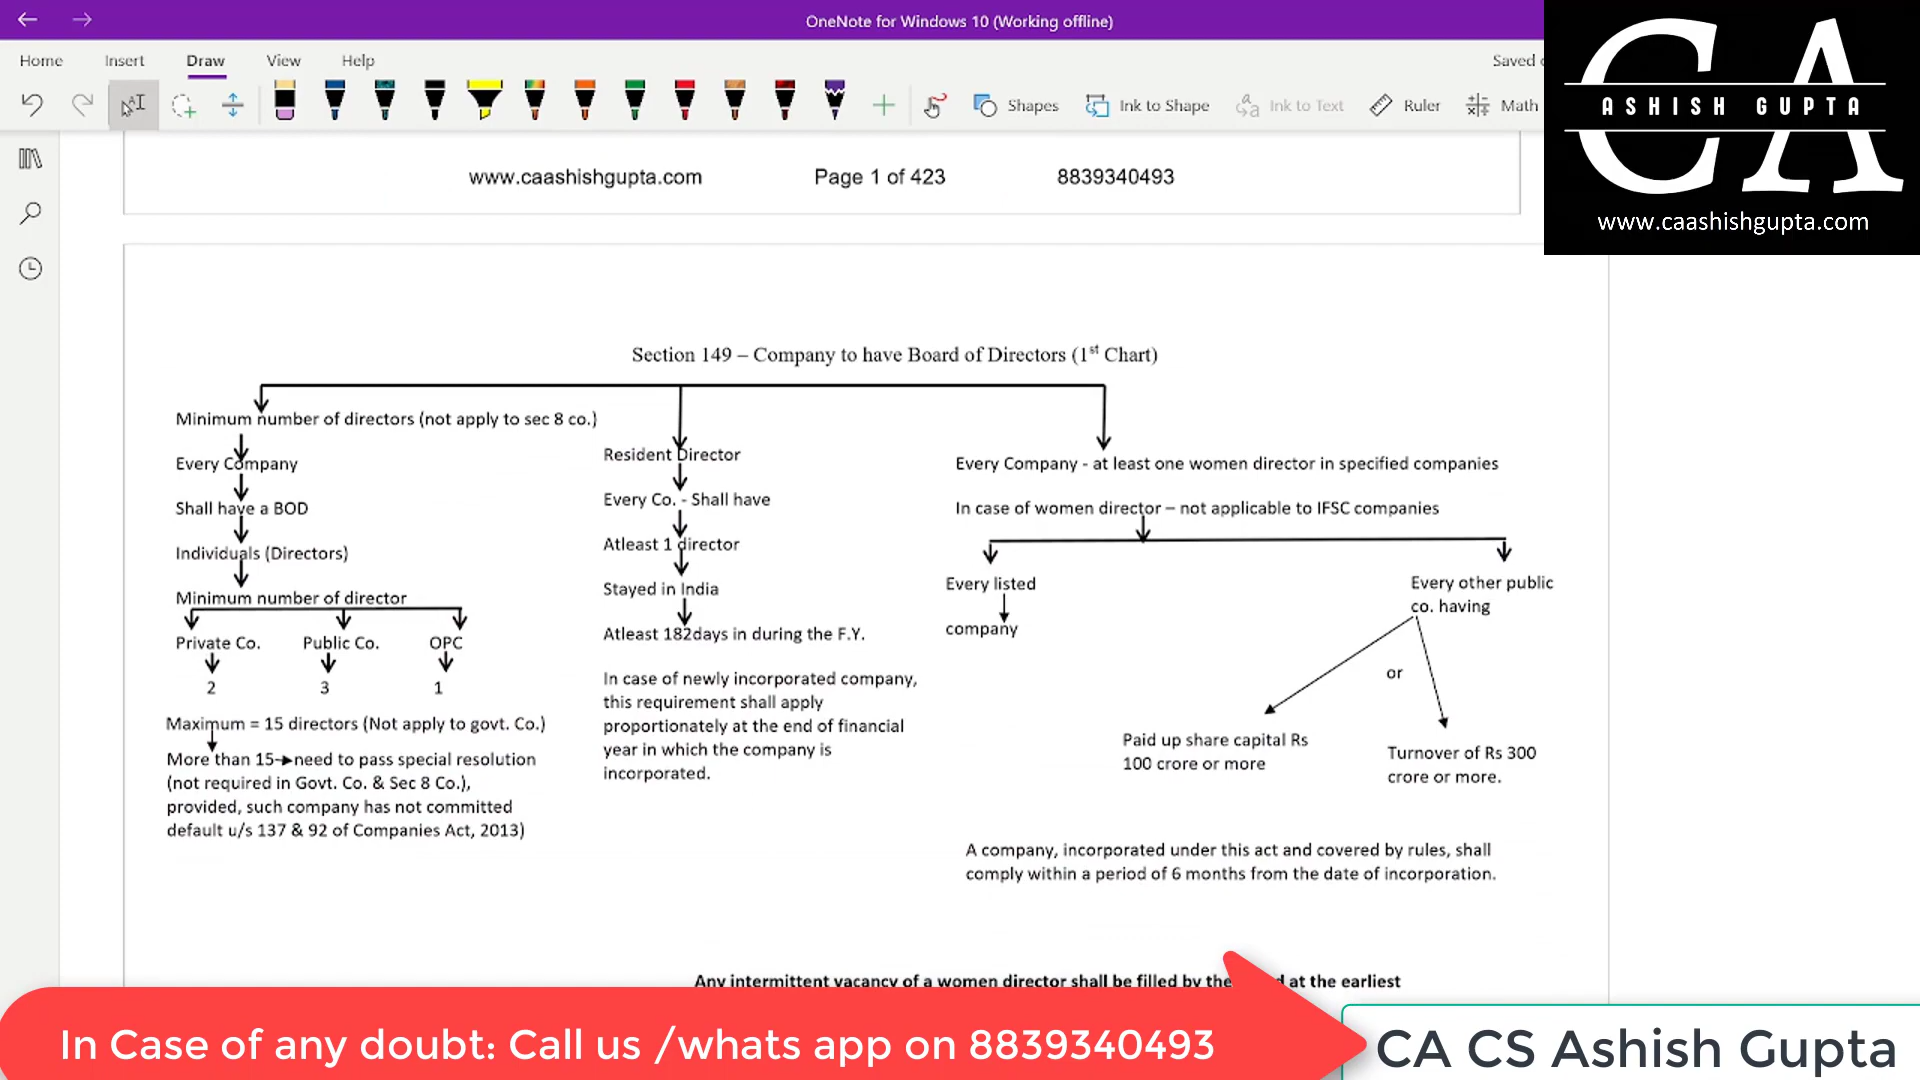 OneNote for Windows 10 (Working offline)
Home
Insert
Draw
View
Help
Saved
Shapes
Ink to Shape
Ink to Text
Ruler
Math
CA
ASHISH GUPTA
www.caashishgupta.com
www.caashishgupta.com Page 1 of 423 8839340493
Section 149 – Company to have Board of Directors (1st Chart)
Minimum number of directors (not apply to sec 8 co.)
Every Company
Shall have a BOD
Individuals (Directors)
Minimum number of director
Private Co. Public Co. OPC
2 3 1
Maximum = 15 directors (Not apply to govt. Co.)
More than 15 need to pass special resolution
(not required in Govt. Co. & Sec 8 Co.),
provided, such company has not committed
default u/s 137 & 92 of Companies Act, 2013)
Resident Director
Every Co. - Shall have
Atleast 1 director
Stayed in India
Atleast 182days in during the F.Y.
In case of newly incorporated company,
this requirement shall apply
proportionately at the end of financial
year in which the company is
incorporated.
Every Company - at least one women director in specified companies
In case of women director – not applicable to IFSC companies
Every listed
company
Every other public
co. having
or
Paid up share capital Rs
100 crore or more
Turnover of Rs 300
crore or more.
A company, incorporated under this act and covered by rules, shall
comply within a period of 6 months from the date of incorporation.
Any intermittent vacancy of a women director shall be filled by the at the earliest
In Case of any doubt: Call us /whats app on 8839340493
CA CS Ashish Gupta